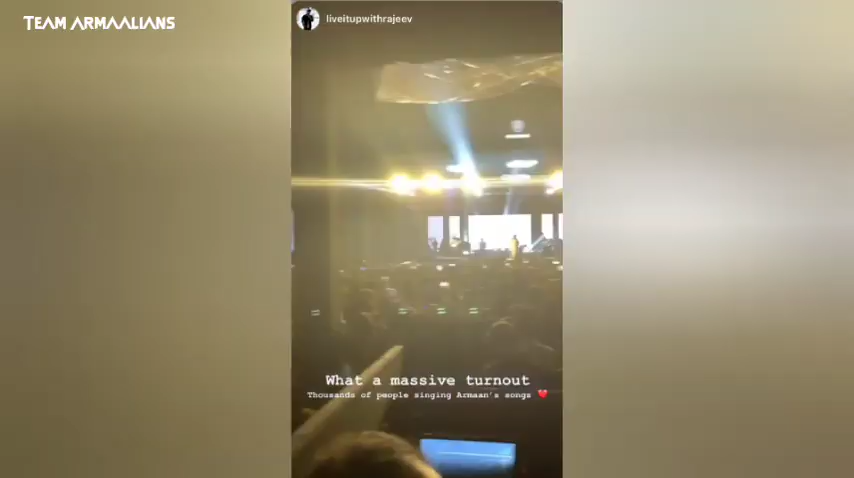 TEAM ARMAALIANS
liveitupwithrajeev
What a massive turnout
Thousands of people singing Armaan's songs ❤️